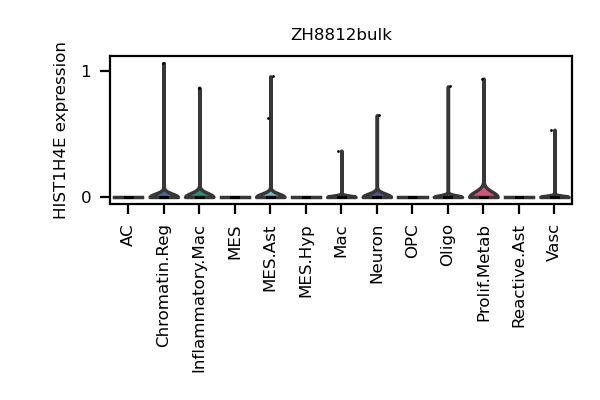 ZH8812bulk
HIST1H4E expression
1
0
AC
Chromatin.Reg
Inflammatory.Mac
MES
MES.Ast
MES.Hyp
Mac
Neuron
OPC
Oligo
Prolif.Metab
Reactive.Ast
Vasc